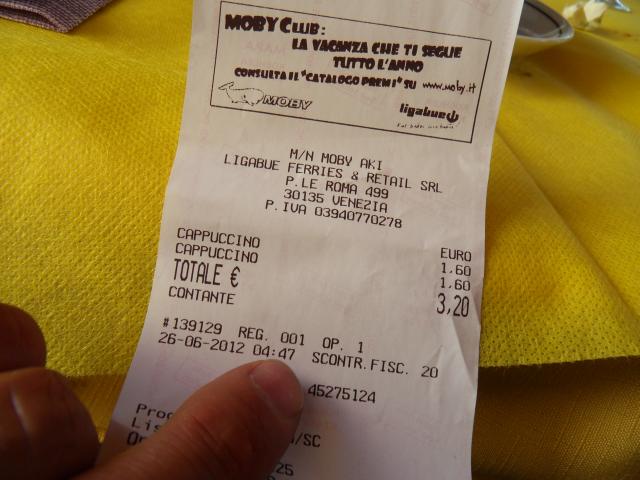 MOBY CLUB:
LA VACANZA CHE TI SEGUE
TUTTO L'ANNO
CONSULTA IL "CATALOGO PREMI" SU www.moby.it
MOBY
ligabue
M/N MOBY AKI
LIGABUE FERRIES & RETAIL SRL
P.LE ROMA 499
30135 VENEZIA
P.IVA 03940770278
EURO
CAPPUCCINO 1,60
CAPPUCCINO 1,60
TOTALE € 3,20
CONTANTE
#139129 REG. 001 OP. 1
26-06-2012 04:47 SCONTR.FISC. 20
45275124
/SC
25